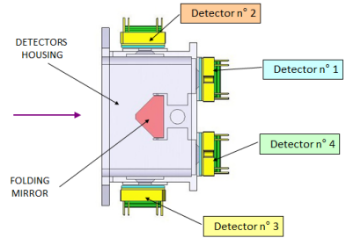 Detector n° 2
DETECTORS
HOUSING
Detector n° 1
Detector n° 4
FOLDING
MIRROR
Detector n° 3